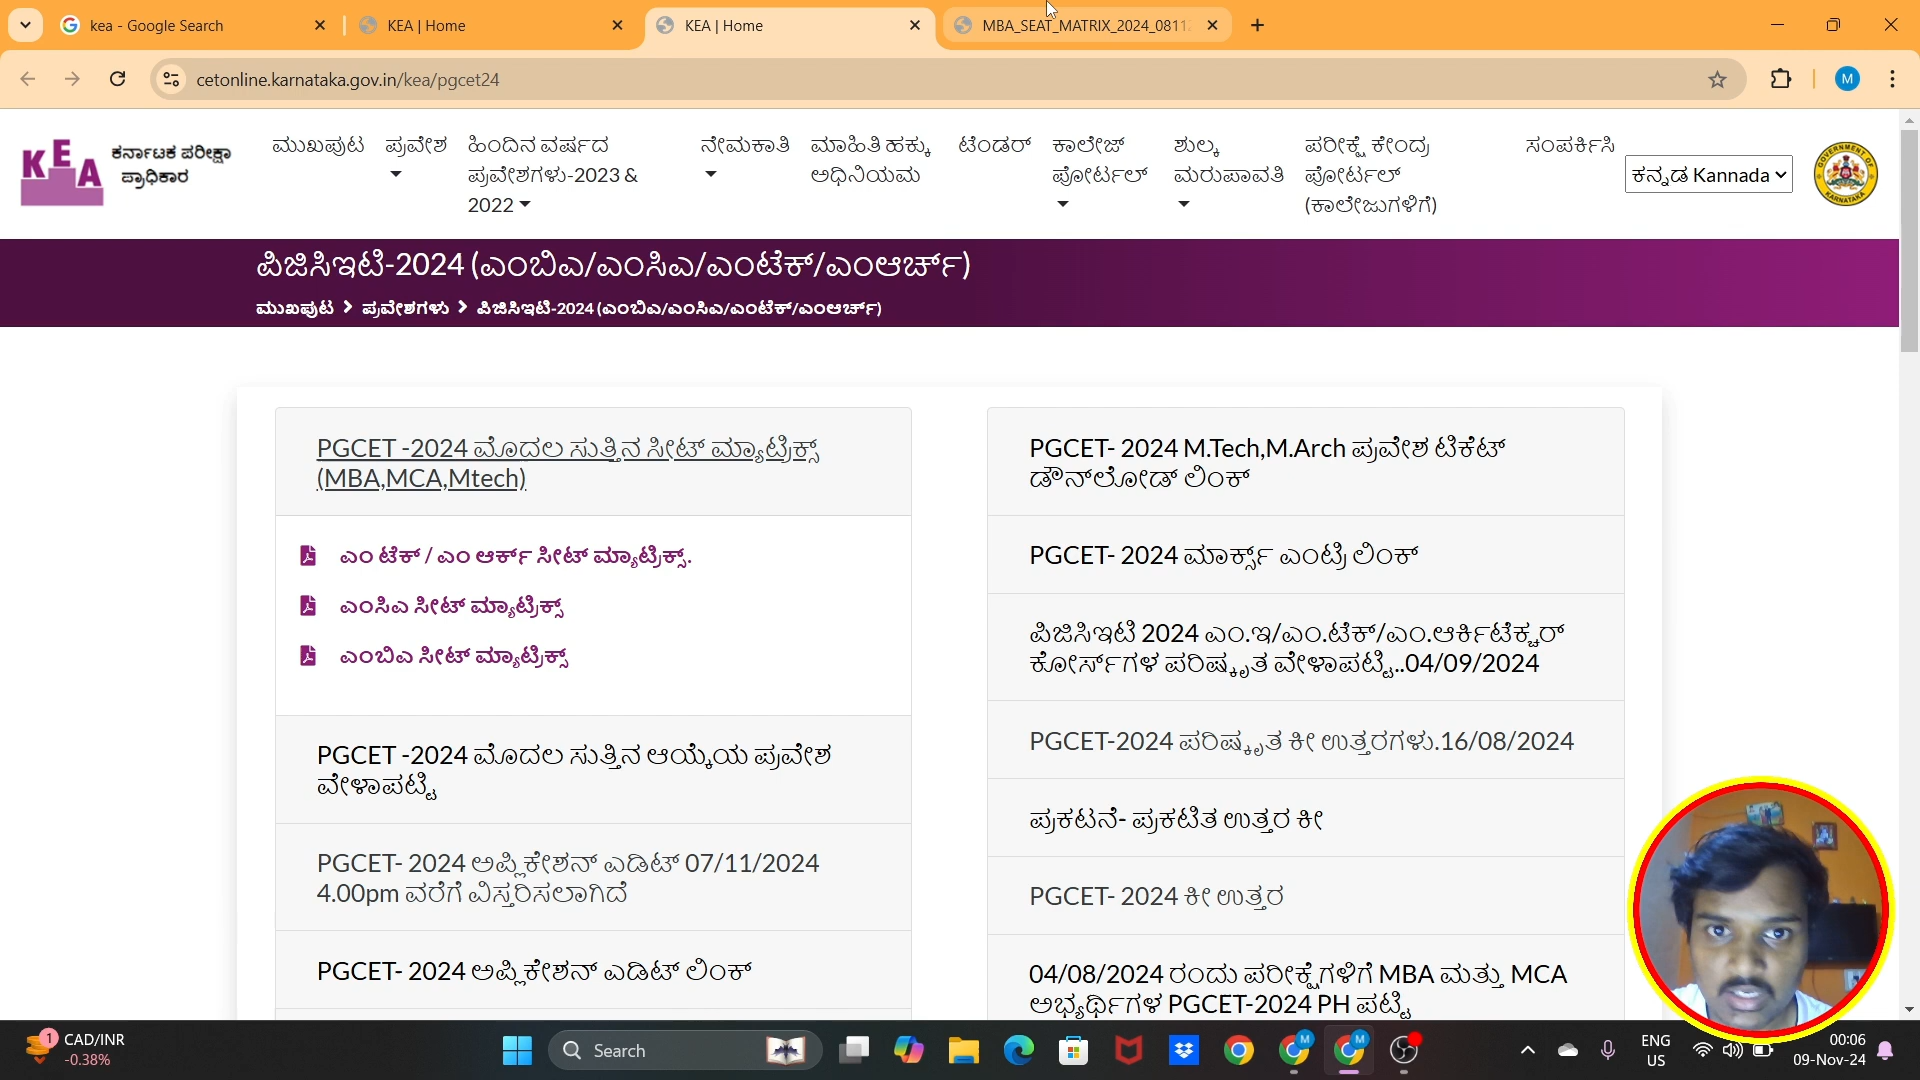 kea - Google Search
KEA | Home
KEA | Home
MBA_SEAT_MATRIX_2024_0811
cetonline.karnataka.gov.in/kea/pgcet24
M
KEA
ಕರ್ನಾಟಕ ಪರೀಕ್ಷಾ
ಪ್ರಾಧಿಕಾರ
ಮುಖಪುಟ
ಪ್ರವೇಶ
ಹಿಂದಿನ ವರ್ಷದ
ಪ್ರವೇಶಗಳು-2023 &
2022
ನೇಮಕಾತಿ
ಮಾಹಿತಿ ಹಕ್ಕು
ಅಧಿನಿಯಮ
ಟೆಂಡರ್
ಕಾಲೇಜ್
ಪೋರ್ಟಲ್
ಶುಲ್ಕ
ಮರುಪಾವತಿ
ಪರೀಕ್ಷೆ ಕೇಂದ್ರ
ಪೋರ್ಟಲ್
(ಕಾಲೇಜುಗಳಿಗೆ)
ಸಂಪರ್ಕಿಸಿ
ಕನ್ನಡ Kannada
GOVERNMENT OF
KARNATAKA
ಪಿಜಿಸಿಇಟಿ-2024 (ಎಂಬಿಎ/ಎಂಸಿಎ/ಎಂಟೆಕ್/ಎಂಆರ್ಚ್)
ಮುಖಪುಟ > ಪ್ರವೇಶಗಳು > ಪಿಜಿಸಿಇಟಿ-2024 (ಎಂಬಿಎ/ಎಂಸಿಎ/ಎಂಟೆಕ್/ಎಂಆರ್ಚ್)
PGCET -2024 ಮೊದಲ ಸುತ್ತಿನ ಸೀಟ್ ಮ್ಯಾಟ್ರಿಕ್ಸ್
(MBA,MCA,Mtech)
ಎಂ ಟೆಕ್ / ಎಂ ಆರ್ಕ್ ಸೀಟ್ ಮ್ಯಾಟ್ರಿಕ್ಸ್.
ಎಂಸಿಎ ಸೀಟ್ ಮ್ಯಾಟ್ರಿಕ್ಸ್
ಎಂಬಿಎ ಸೀಟ್ ಮ್ಯಾಟ್ರಿಕ್ಸ್
PGCET -2024 ಮೊದಲ ಸುತ್ತಿನ ಆಯ್ಕೆಯ ಪ್ರವೇಶ
ವೇಳಾಪಟ್ಟಿ
PGCET- 2024 ಅಪ್ಲಿಕೇಶನ್ ಎಡಿಟ್ 07/11/2024
4.00pm ವರೆಗೆ ವಿಸ್ತರಿಸಲಾಗಿದೆ
PGCET- 2024 ಅಪ್ಲಿಕೇಶನ್ ಎಡಿಟ್ ಲಿಂಕ್
PGCET- 2024 M.Tech,M.Arch ಪ್ರವೇಶ ಟಿಕೆಟ್
ಡೌನ್‌ಲೋಡ್ ಲಿಂಕ್
PGCET- 2024 ಮಾರ್ಕ್ಸ್ ಎಂಟ್ರಿ ಲಿಂಕ್
ಪಿಜಿಸಿಇಟಿ 2024 ಎಂ.ಇ/ಎಂ.ಟೆಕ್/ಎಂ.ಆರ್ಕಿಟೆಕ್ಚರ್
ಕೋರ್ಸ್‌ಗಳ ಪರಿಷ್ಕೃತ ವೇಳಾಪಟ್ಟಿ..04/09/2024
PGCET-2024 ಪರಿಷ್ಕೃತ ಕೀ ಉತ್ತರಗಳು.16/08/2024
ಪ್ರಕಟನೆ- ಪ್ರಕಟಿತ ಉತ್ತರ ಕೀ
PGCET- 2024 ಕೀ ಉತ್ತರ
04/08/2024 ರಂದು ಪರೀಕ್ಷೆಗಳಿಗೆ MBA ಮತ್ತು MCA
ಅಭ್ಯರ್ಥಿಗಳ PGCET-2024 PH ಪಟ್ಟಿ
1
CAD/INR
-0.38%
Search
M
M
ENG
US
00:06
09-Nov-24